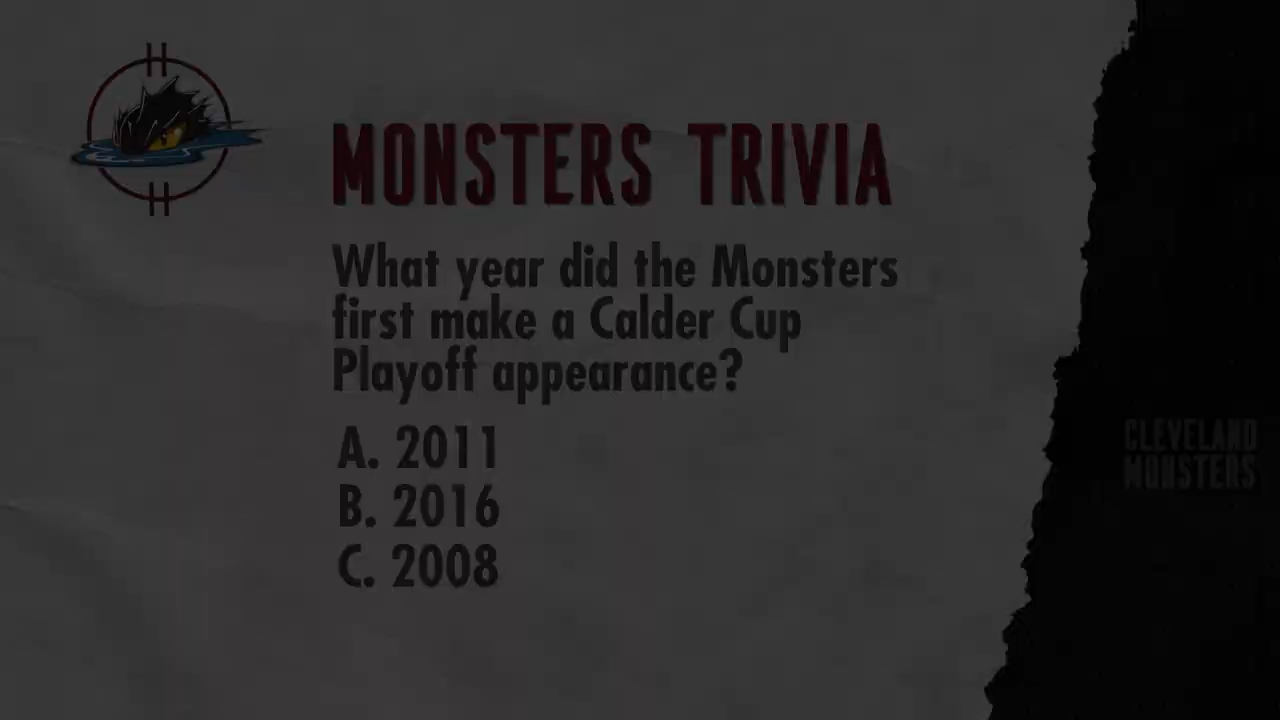 MONSTERS TRIVIA
What year did the Monsters
first make a Calder Cup
Playoff appearance?
A. 2011
B. 2016
C. 2008
CLEVELAND
MONSTERS